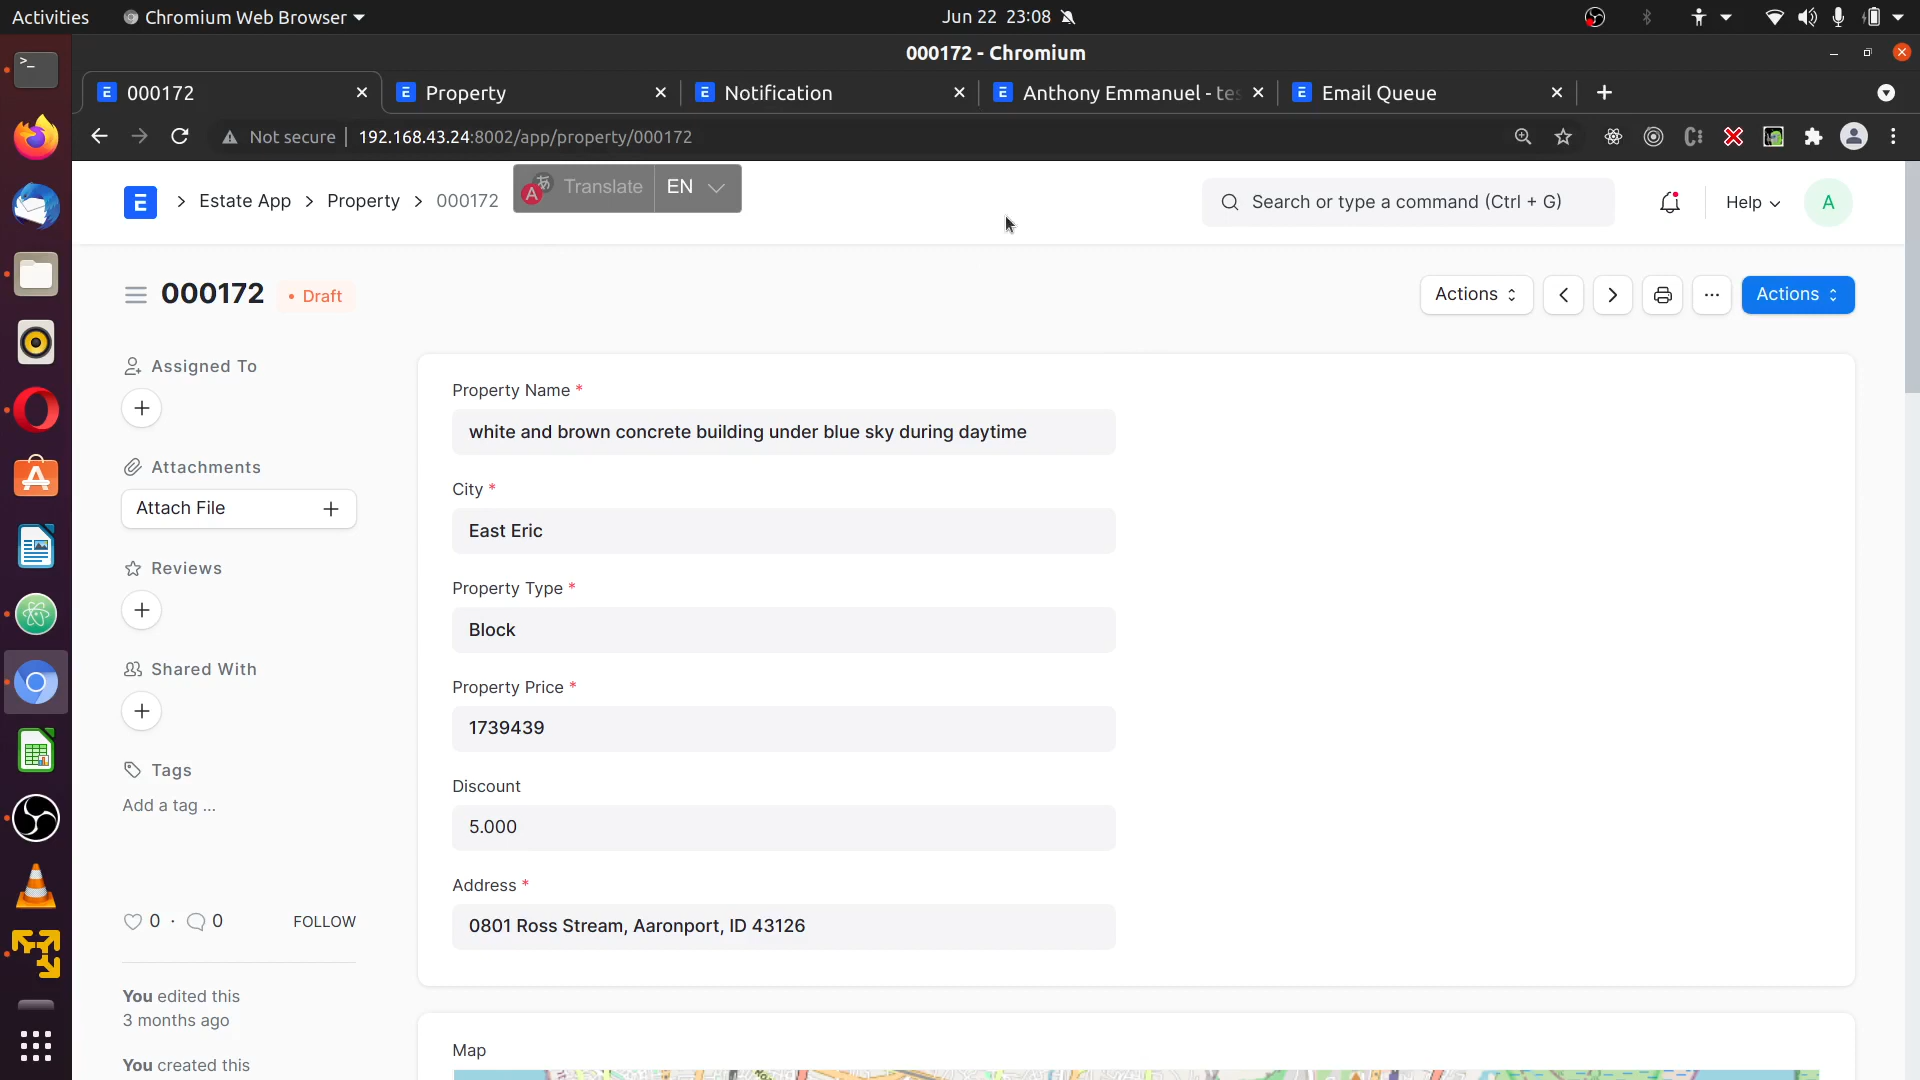 Activities
Chromium Web Browser
Jun 22 23:08
000172 - Chromium
000172
Property
Notification
Anthony Emmanuel - tes
Email Queue
Not secure
192.168.43.24:8002/app/property/000172
E
Estate App
Property
000172
Translate
EN
Search or type a command (Ctrl + G)
Help
A
000172
Draft
Actions
Actions
Assigned To
Attachments
Attach File
Reviews
Shared With
Tags
Add a tag ...
0 · 0
FOLLOW
You edited this
3 months ago
You created this
Property Name *
white and brown concrete building under blue sky during daytime
City *
East Eric
Property Type *
Block
Property Price *
1739439
Discount
5.000
Address *
0801 Ross Stream, Aaronport, ID 43126
Map